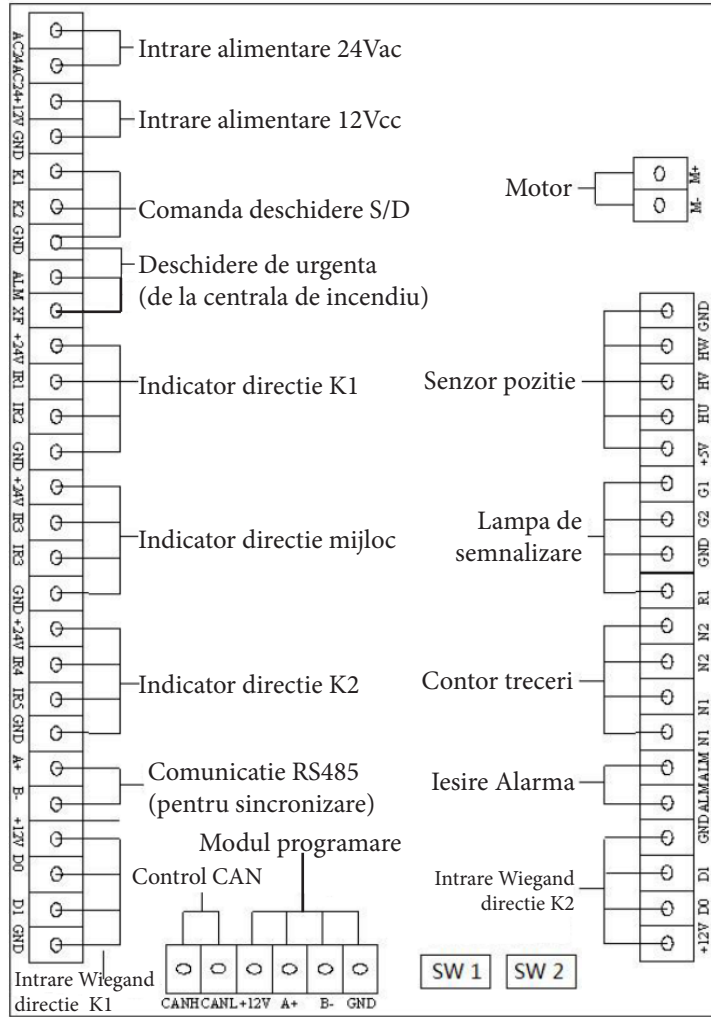 AC24
AC24
+12V
GND
K1
K2
GND
ALM
XF
+24V
IR1
IR2
GND
+24V
IR3
IR3
GND
+24V
IR4
IR5
GND
A+
B-
+12V
D0
D1
GND
Intrare alimentare 24Vac
Intrare alimentare 12Vcc
Comanda deschidere S/D
Deschidere de urgenta
(de la centrala de incendiu)
Indicator directie K1
Indicator directie mijloc
Indicator directie K2
Comunicatie RS485
(pentru sincronizare)
Intrare Wiegand
directie K1
Modul programare
Control CAN
CANH
CANL
+12V
A+
B-
GND
Motor
M+
M-
Senzor pozitie
Lampa de
semnalizare
Contor treceri
Iesire Alarma
Intrare Wiegand
directie K2
GND
HW
HV
HU
+5V
G1
G2
GND
R1
N2
N2
N1
N1
ALM
ALM
GND
D1
D0
+12V
SW 1
SW 2